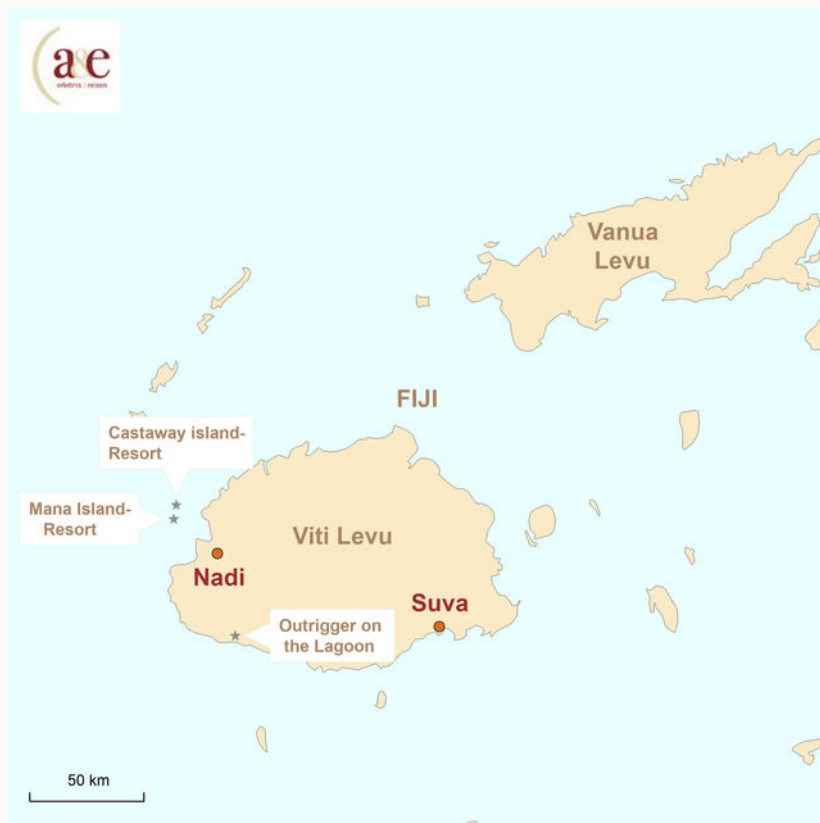 a&e
erlebnis : reisen
Vanua
Levu
FIJI
Castaway island-
Resort
Mana Island-
Resort
Viti Levu
Nadi
Suva
Outrigger on
the Lagoon
50 km